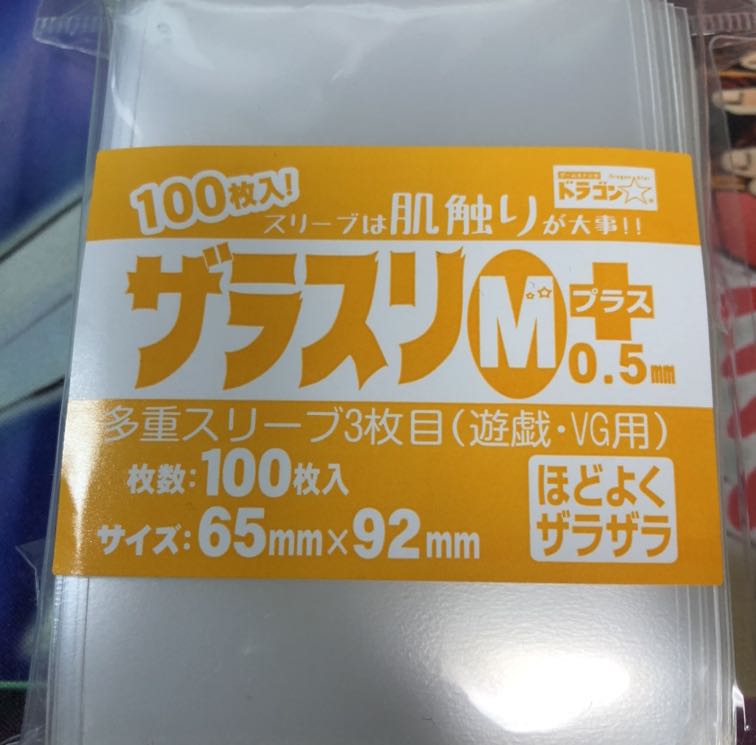 100枚入!
ドラゴン☆
スリーブは肌触りが大事!!
ザラスリM
プラス
0.5mm
多重スリーブ3枚目(遊戯・VG用)
枚数:100枚入
サイズ:65mm×92mm
ほどよく
ザラザラ